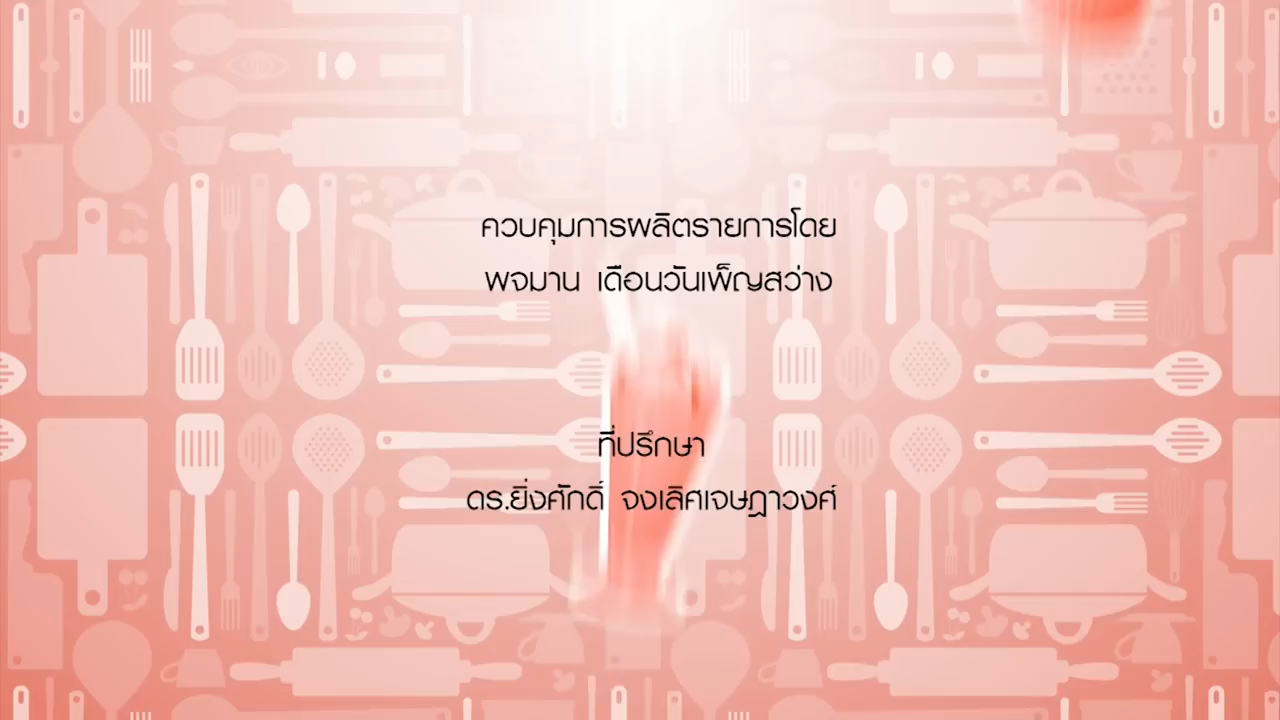 ควบคุมการผลิตรายการโดย
พจมาน เดือนวันเพ็ญสว่าง
ที่ปรึกษา
ดร.ยิ่งศักดิ์ จงเลิศเจษฎาวงศ์